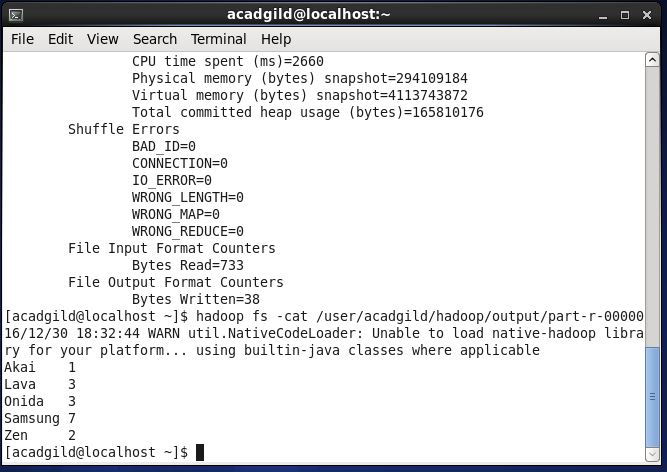 acadgild@localhost:~
File Edit View Search Terminal Help
CPU time spent (ms)=2660
Physical memory (bytes) snapshot=294109184
Virtual memory (bytes) snapshot=4113743872
Total committed heap usage (bytes)=165810176
Shuffle Errors
BAD_ID=0
CONNECTION=0
IO_ERROR=0
WRONG_LENGTH=0
WRONG_MAP=0
WRONG_REDUCE=0
File Input Format Counters
Bytes Read=733
File Output Format Counters
Bytes Written=38
[acadgild@localhost ~]$ hadoop fs -cat /user/acadgild/hadoop/output/part-r-00000
16/12/30 18:32:44 WARN util.NativeCodeLoader: Unable to load native-hadoop libra
ry for your platform... using builtin-java classes where applicable
Akai 1
Lava 3
Onida 3
Samsung 7
Zen 2
[acadgild@localhost ~]$